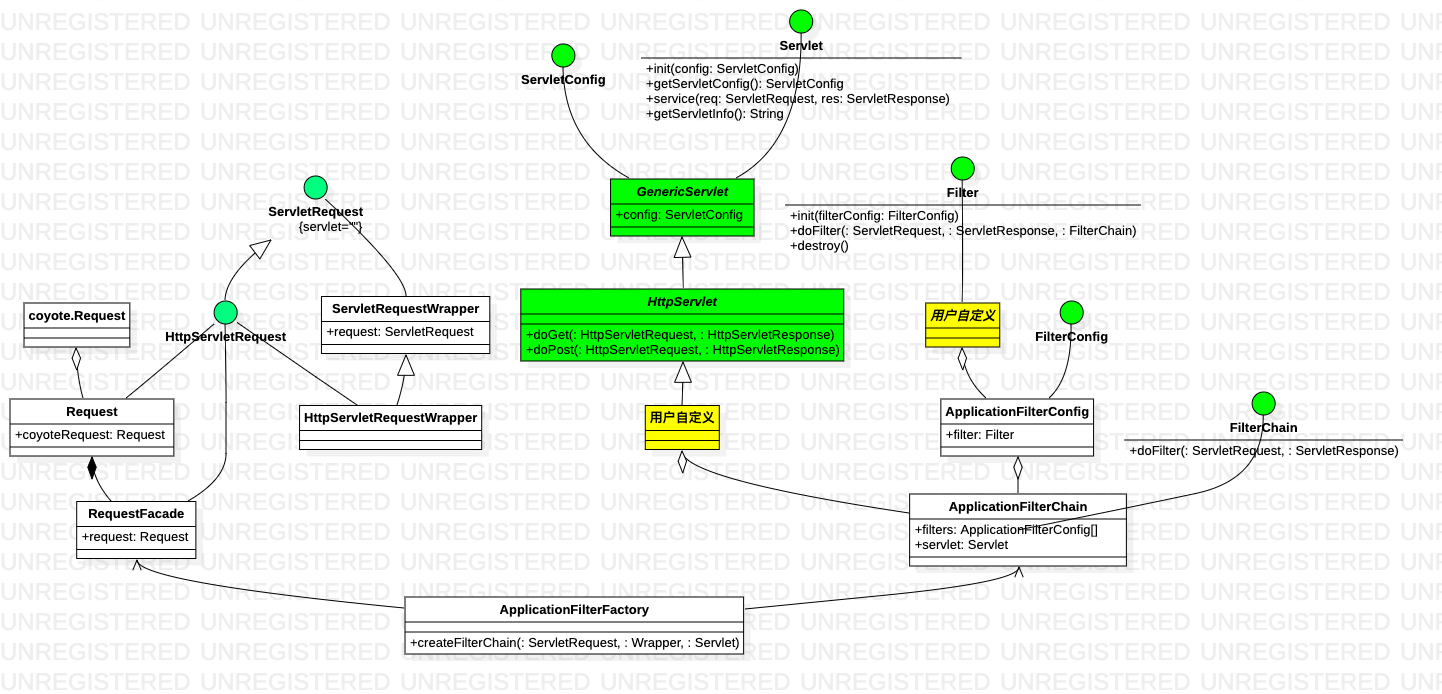 Servlet
+init(config: ServletConfig)
+getServletConfig(): ServletConfig
+service(req: ServletRequest, res: ServletResponse)
+getServletInfo(): String
ServletConfig
GenericServlet
+config: ServletConfig
Filter
+init(filterConfig: FilterConfig)
+doFilter(: ServletRequest, : ServletResponse, : FilterChain)
+destroy()
ServletRequest
{servlet=""}
HttpServletRequest
ServletRequestWrapper
+request: ServletRequest
HttpServlet
+doGet(: HttpServletRequest, : HttpServletResponse)
+doPost(: HttpServletRequest, : HttpServletResponse)
用户自定义
FilterConfig
coyote.Request
Request
+coyoteRequest: Request
HttpServletRequestWrapper
用户自定义
ApplicationFilterConfig
+filter: Filter
FilterChain
+doFilter(: ServletRequest, : ServletResponse)
RequestFacade
+request: Request
ApplicationFilterChain
+filters: ApplicationFilterConfig[]
+servlet: Servlet
ApplicationFilterFactory
+createFilterChain(: ServletRequest, : Wrapper, : Servlet)
UNREGISTERED